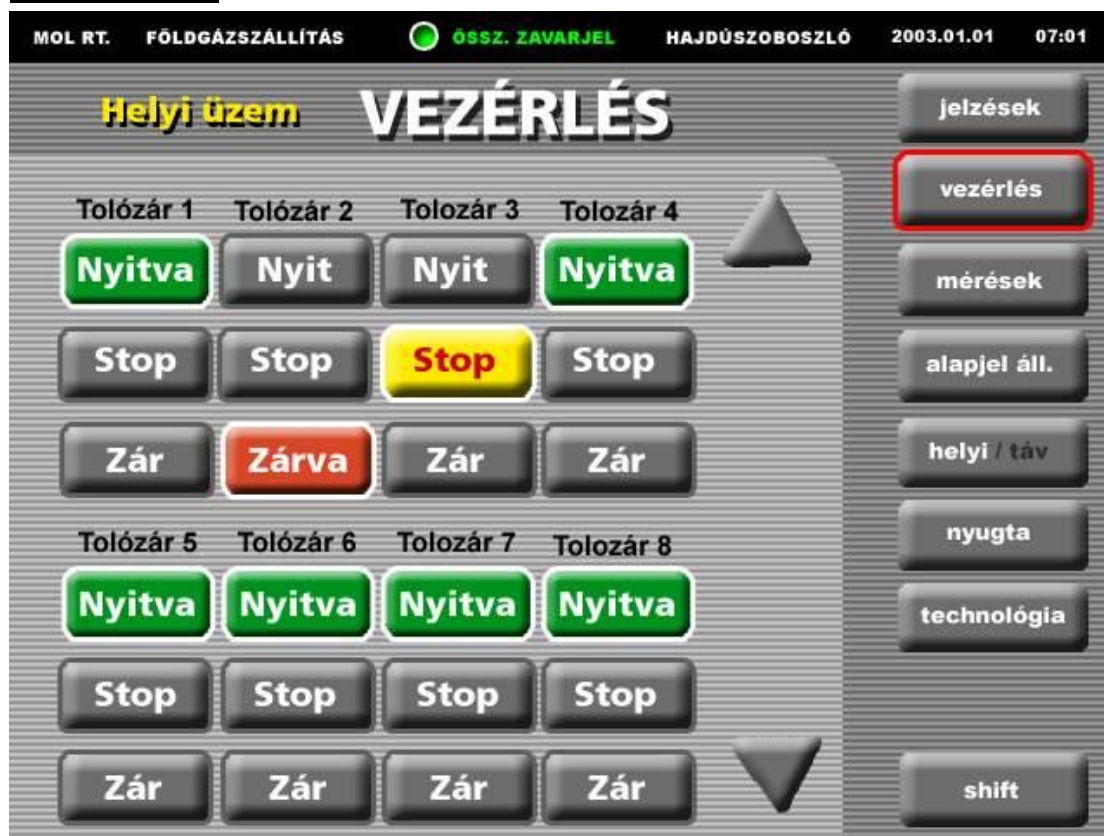 MOL RT. FÖLDGÁZSZÁLLÍTÁS ÖSSZ. ZAVARJEL HAJDÚSZOBOSZLÓ 2003.01.01 07:01
Helyi üzem VEZÉRLÉS
Tolózár 1 Tolózár 2 Tolozár 3 Tolozár 4
Nyitva Nyit Nyit Nyitva
Stop Stop Stop Stop
Zár Zárva Zár Zár
Tolózár 5 Tolózár 6 Tolozár 7 Tolozár 8
Nyitva Nyitva Nyitva Nyitva
Stop Stop Stop Stop
Zár Zár Zár Zár
jelzések
vezérlés
mérések
alapjel áll.
helyi / táv
nyugta
technológia
shift